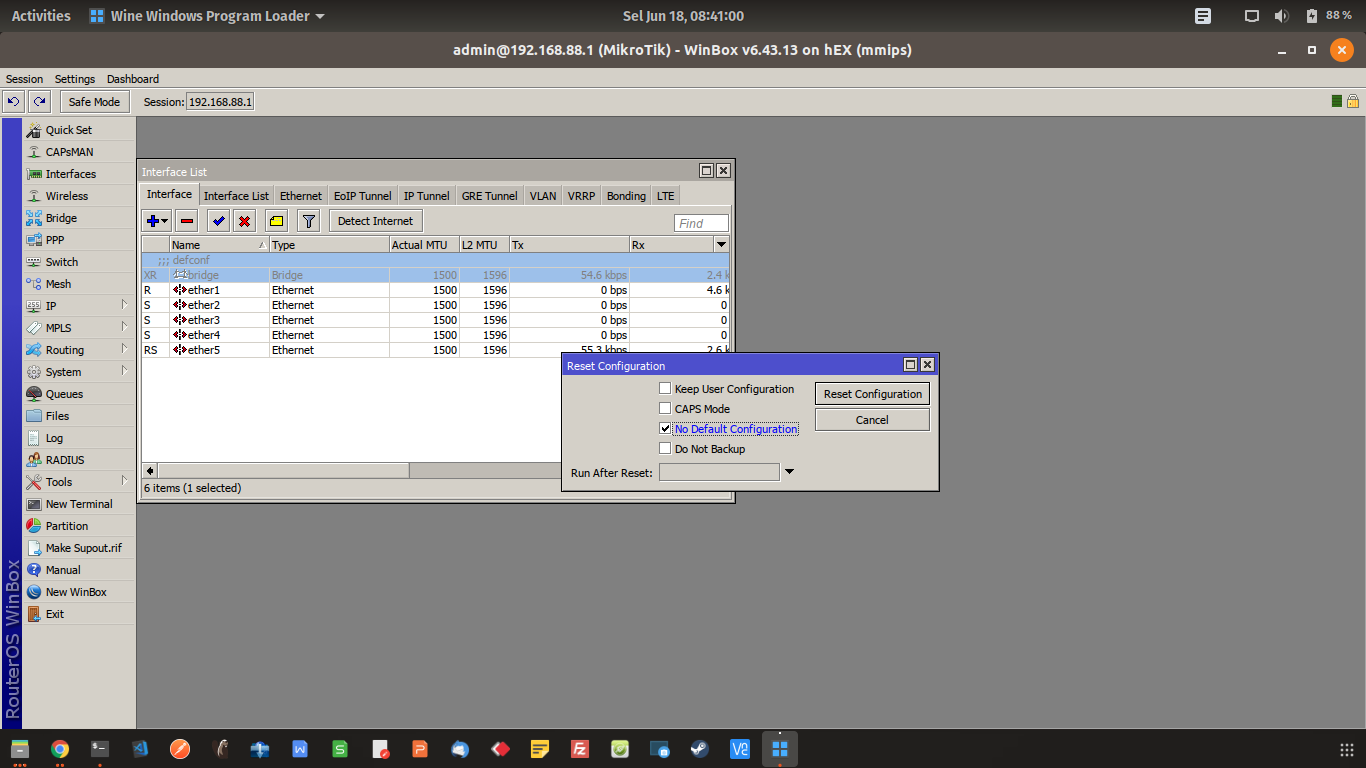 Activities Wine Windows Program Loader Sel Jun 18, 08:41:00 88 %
admin@192.168.88.1 (MikroTik) - WinBox v6.43.13 on hEX (mmips)
Session Settings Dashboard
Safe Mode Session: 192.168.88.1
Quick Set
CAPsMAN
Interfaces
Wireless
Bridge
PPP
Switch
Mesh
IP
MPLS
Routing
System
Queues
Files
Log
RADIUS
Tools
New Terminal
Partition
Make Supout.rif
Manual
New WinBox
Exit
RouterOS WinBox
Interface List
Interface Interface List Ethernet EoIP Tunnel IP Tunnel GRE Tunnel VLAN VRRP Bonding LTE
Detect Internet Find
Name Type Actual MTU L2 MTU Tx Rx
;;; defconf
XR bridge Bridge 1500 1596 54.6 kbps 2.4 k
R ether1 Ethernet 1500 1596 0 bps 4.6 k
S ether2 Ethernet 1500 1596 0 bps 0
S ether3 Ethernet 1500 1596 0 bps 0
S ether4 Ethernet 1500 1596 0 bps 0
RS ether5 Ethernet 1500 1596 55.3 kbps 2.6 k
6 items (1 selected)
Reset Configuration
Keep User Configuration
CAPS Mode
No Default Configuration
Do Not Backup
Run After Reset:
Reset Configuration
Cancel